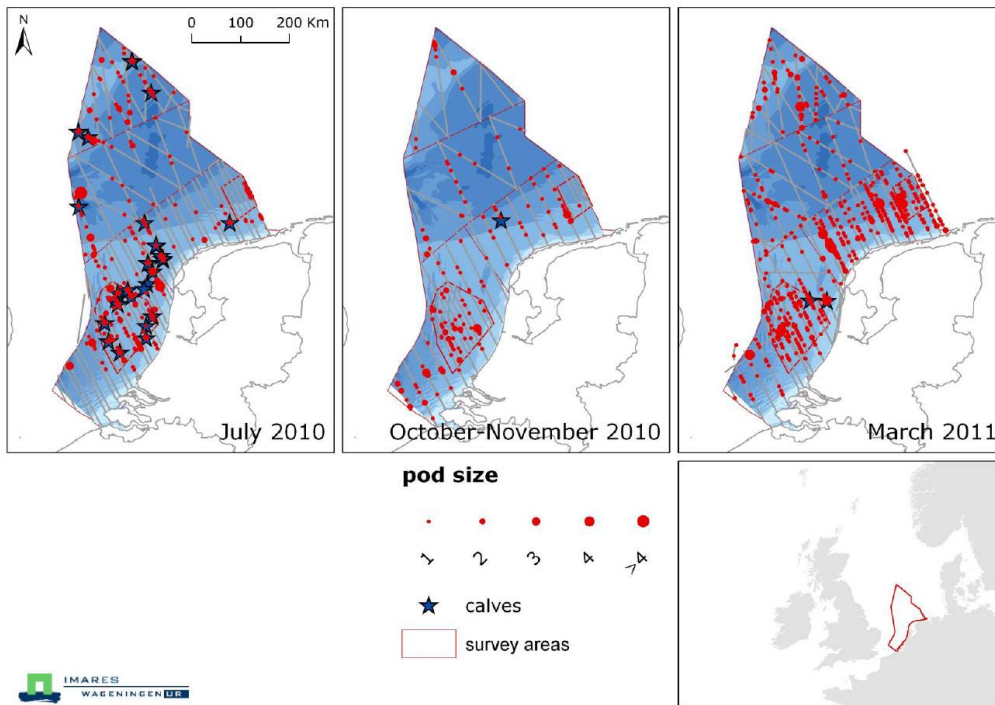 N
0 100 200 Km
July 2010
October-November 2010
March 2011
pod size
1 2 3 4 >4
calves
survey areas
IMARES
WAGENINGEN UR